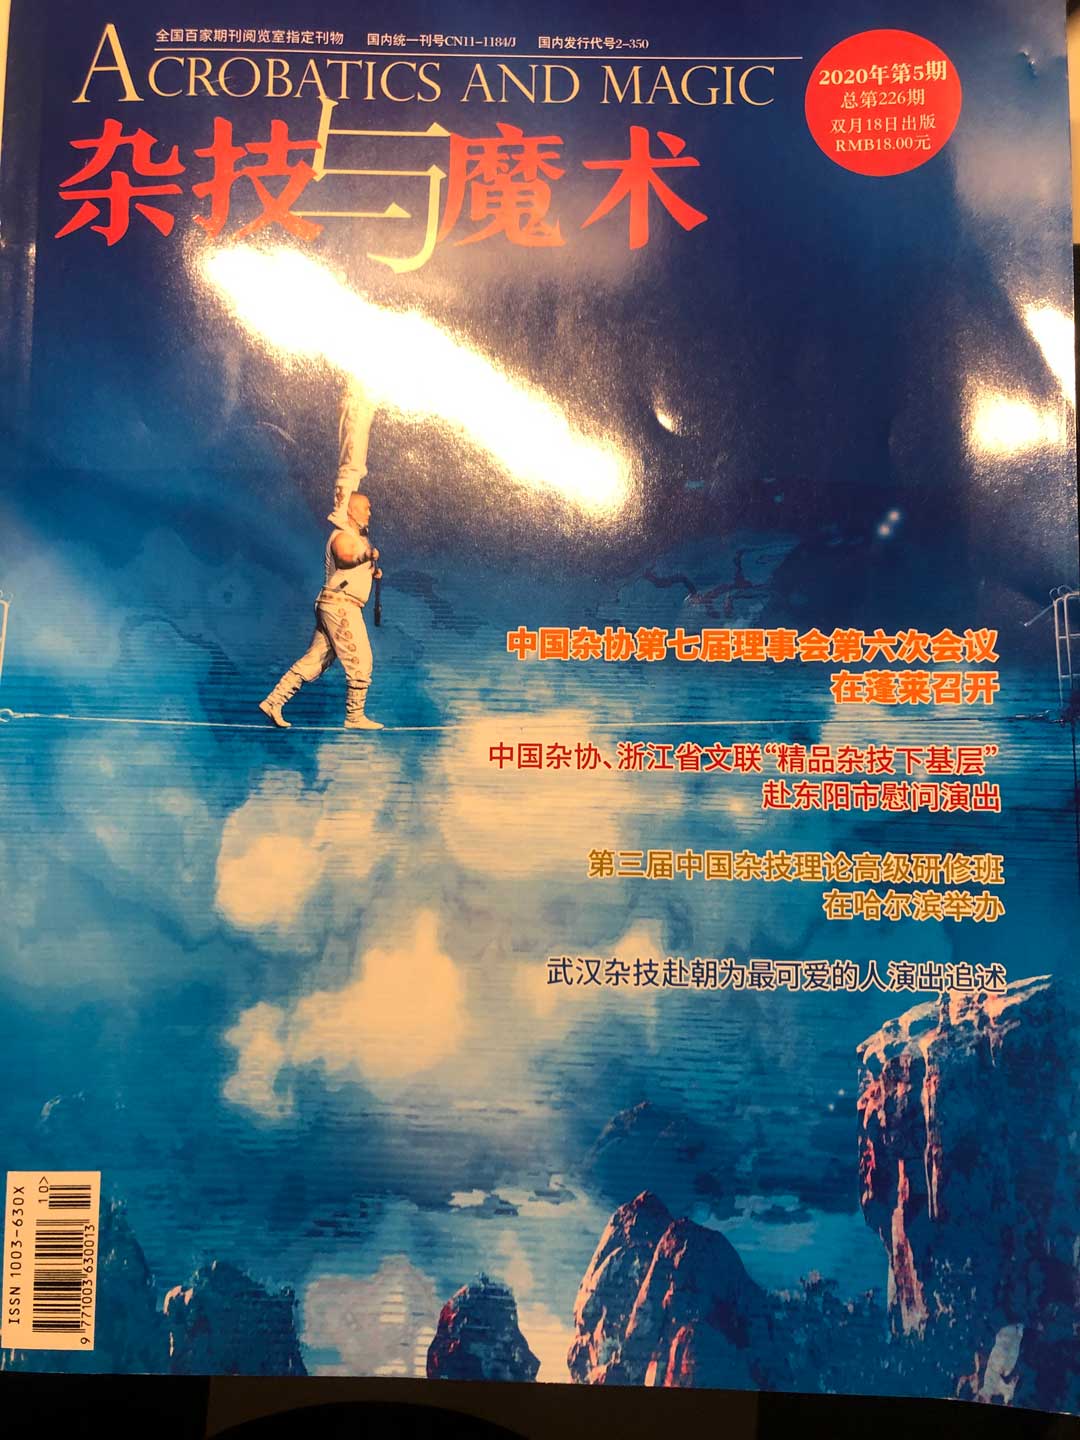 全国百家期刊阅览室指定刊物 国内统一刊号CN11-1184/J 国内发行代号2-350
ACROBATICS AND MAGIC
杂技与魔术
2020年第5期
总第226期
双月18日出版
RMB18.00元
中国杂协第七届理事会第六次会议
在蓬莱召开
中国杂协、浙江省文联“精品杂技下基层”
赴东阳市慰问演出
第三届中国杂技理论高级研修班
在哈尔滨举办
武汉杂技赴朝为最可爱的人演出追述
ISSN 1003-630X
10>
9 771003 630013